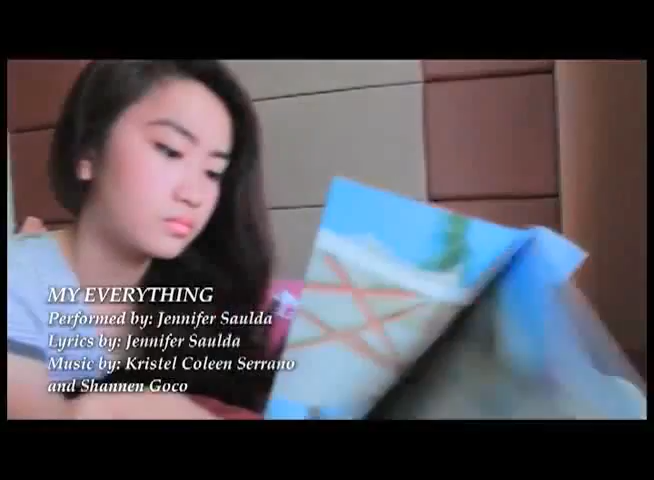 MY EVERYTHING
Performed by: Jennifer Saulda
Lyrics by: Jennifer Saulda
Music by: Kristel Coleen Serrano
and Shannen Goco